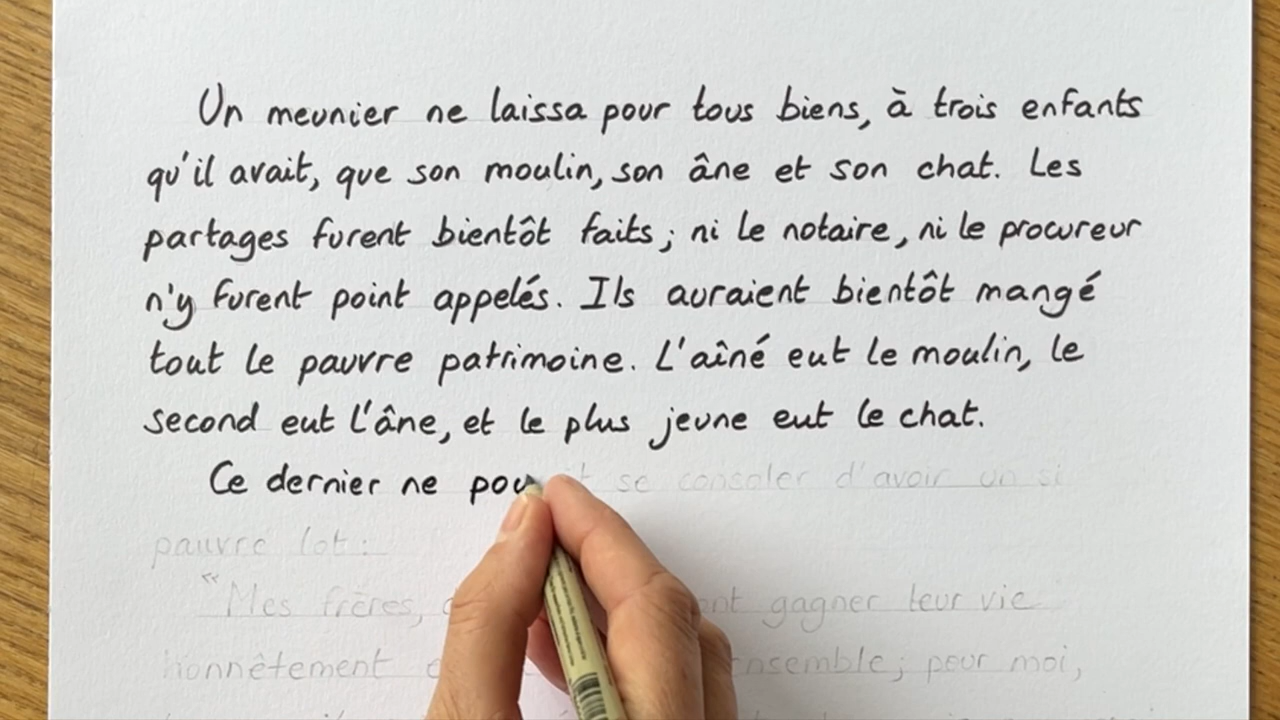 Un meunier ne laissa pour tous biens, à trois enfants
qu'il avait, que son moulin, son âne et son chat. Les
partages furent bientôt faits ; ni le notaire, ni le procureur
n'y furent point appelés. Ils auraient bientôt mangé
tout le pauvre patrimoine. L'aîné eut le moulin, le
second eut l'âne, et le plus jeune eut le chat.
Ce dernier ne se consoler d'avoir un si
pauvre lot :
"Mes frères, gagner leur vie
honnêtement pour moi,